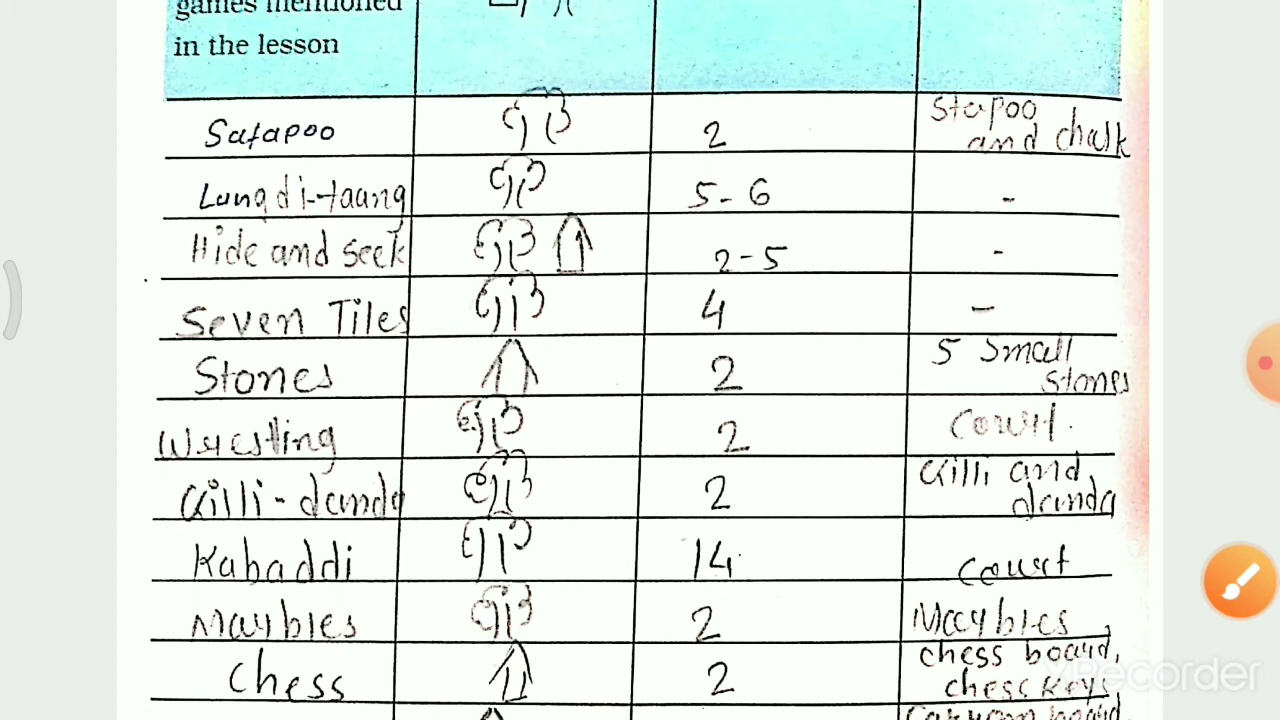 games mentioned
in the lesson
Satapoo 2 Stapoo
and chalk
Langdi-taang 5-6 -
Hide and seek 2-5 -
Seven Tiles 4 -
Stones 2 5 Small
stones
Wrestling 2 Court.
Gilli-danda 2 Gilli and
danda
Kabaddi 14 court
Marbles 2 Marbles
Chess 2 chess board,
chess keys
XRecorder